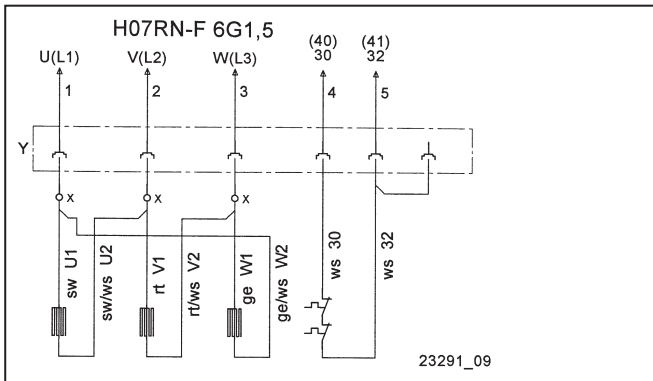 H07RN-F 6G1,5
U(L1) V(L2) W(L3) (40) 30 (41) 32
1 2 3 4 5
Y
x x x
sw U1
sw/ws U2
rt V1
rt/ws V2
ge W1
ge/ws W2
ws 30
ws 32
23291_09